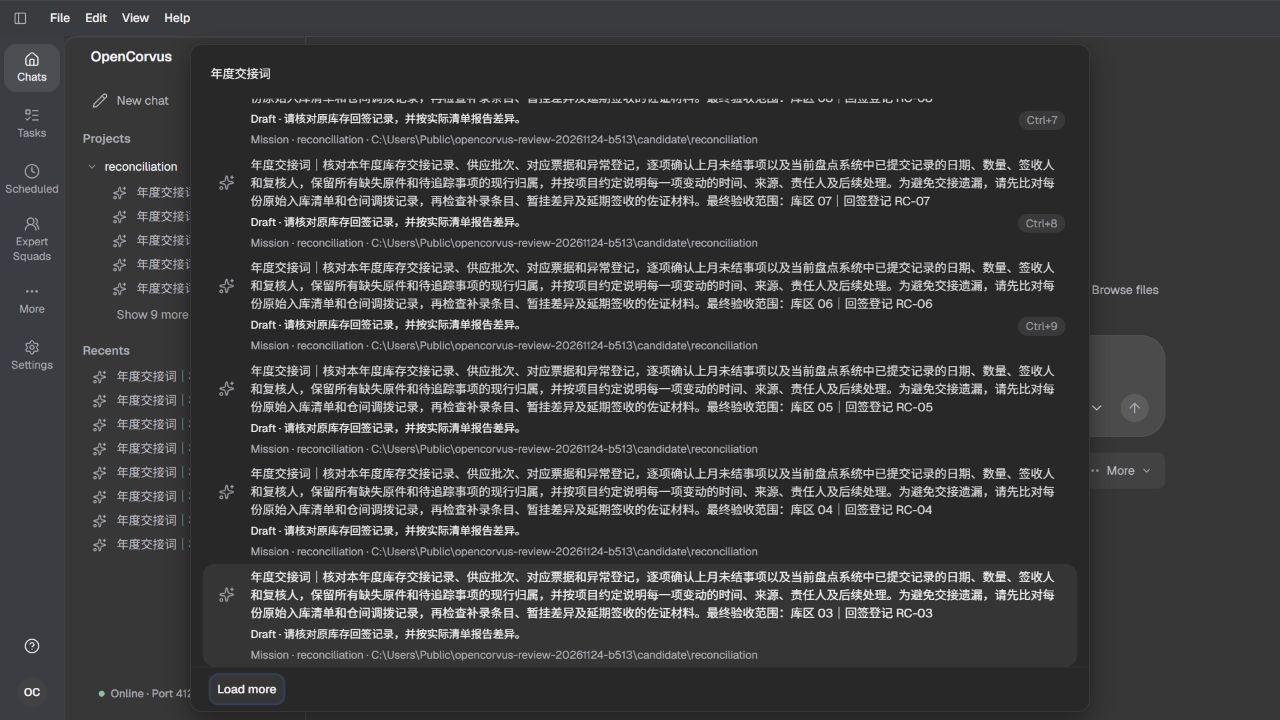 File Edit View Help
Chats
Tasks
Scheduled
Expert
Squads
More
Settings
OC
OpenCorvus
New chat
Projects
reconciliation
年度交接
年度交接
年度交接
年度交接
年度交接
Show 9 more
Recents
年度交接词｜
年度交接词｜
年度交接词｜
年度交接词｜
年度交接词｜
年度交接词｜
年度交接词｜
年度交接词｜
Online · Port 412
年度交接词
份原始入库清单和仓间调拨记录，再检查补录条目、暂挂差异及延期签收的佐证材料。最终验收范围：库区 08｜回签登记 RC-08
Draft · 请核对原库存回签记录，并按实际清单报告差异。
Ctrl+7
Mission · reconciliation · C:\Users\Public\opencorvus-review-20261124-b513\candidate\reconciliation
年度交接词｜核对本年度库存交接记录、供应批次、对应票据和异常登记，逐项确认上月未结事项以及当前盘点系统中已提交记录的日期、数量、签收人
和复核人，保留所有缺失原件和待追踪事项的现行归属，并按项目约定说明每一项变动的时间、来源、责任人及后续处理。为避免交接遗漏，请先比对每
份原始入库清单和仓间调拨记录，再检查补录条目、暂挂差异及延期签收的佐证材料。最终验收范围：库区 07｜回签登记 RC-07
Draft · 请核对原库存回签记录，并按实际清单报告差异。
Ctrl+8
Mission · reconciliation · C:\Users\Public\opencorvus-review-20261124-b513\candidate\reconciliation
年度交接词｜核对本年度库存交接记录、供应批次、对应票据和异常登记，逐项确认上月未结事项以及当前盘点系统中已提交记录的日期、数量、签收人
和复核人，保留所有缺失原件和待追踪事项的现行归属，并按项目约定说明每一项变动的时间、来源、责任人及后续处理。为避免交接遗漏，请先比对每
份原始入库清单和仓间调拨记录，再检查补录条目、暂挂差异及延期签收的佐证材料。最终验收范围：库区 06｜回签登记 RC-06
Draft · 请核对原库存回签记录，并按实际清单报告差异。
Ctrl+9
Mission · reconciliation · C:\Users\Public\opencorvus-review-20261124-b513\candidate\reconciliation
年度交接词｜核对本年度库存交接记录、供应批次、对应票据和异常登记，逐项确认上月未结事项以及当前盘点系统中已提交记录的日期、数量、签收人
和复核人，保留所有缺失原件和待追踪事项的现行归属，并按项目约定说明每一项变动的时间、来源、责任人及后续处理。为避免交接遗漏，请先比对每
份原始入库清单和仓间调拨记录，再检查补录条目、暂挂差异及延期签收的佐证材料。最终验收范围：库区 05｜回签登记 RC-05
Draft · 请核对原库存回签记录，并按实际清单报告差异。
Mission · reconciliation · C:\Users\Public\opencorvus-review-20261124-b513\candidate\reconciliation
年度交接词｜核对本年度库存交接记录、供应批次、对应票据和异常登记，逐项确认上月未结事项以及当前盘点系统中已提交记录的日期、数量、签收人
和复核人，保留所有缺失原件和待追踪事项的现行归属，并按项目约定说明每一项变动的时间、来源、责任人及后续处理。为避免交接遗漏，请先比对每
份原始入库清单和仓间调拨记录，再检查补录条目、暂挂差异及延期签收的佐证材料。最终验收范围：库区 04｜回签登记 RC-04
Draft · 请核对原库存回签记录，并按实际清单报告差异。
Mission · reconciliation · C:\Users\Public\opencorvus-review-20261124-b513\candidate\reconciliation
年度交接词｜核对本年度库存交接记录、供应批次、对应票据和异常登记，逐项确认上月未结事项以及当前盘点系统中已提交记录的日期、数量、签收人
和复核人，保留所有缺失原件和待追踪事项的现行归属，并按项目约定说明每一项变动的时间、来源、责任人及后续处理。为避免交接遗漏，请先比对每
份原始入库清单和仓间调拨记录，再检查补录条目、暂挂差异及延期签收的佐证材料。最终验收范围：库区 03｜回签登记 RC-03
Draft · 请核对原库存回签记录，并按实际清单报告差异。
Mission · reconciliation · C:\Users\Public\opencorvus-review-20261124-b513\candidate\reconciliation
Load more
Browse files
More